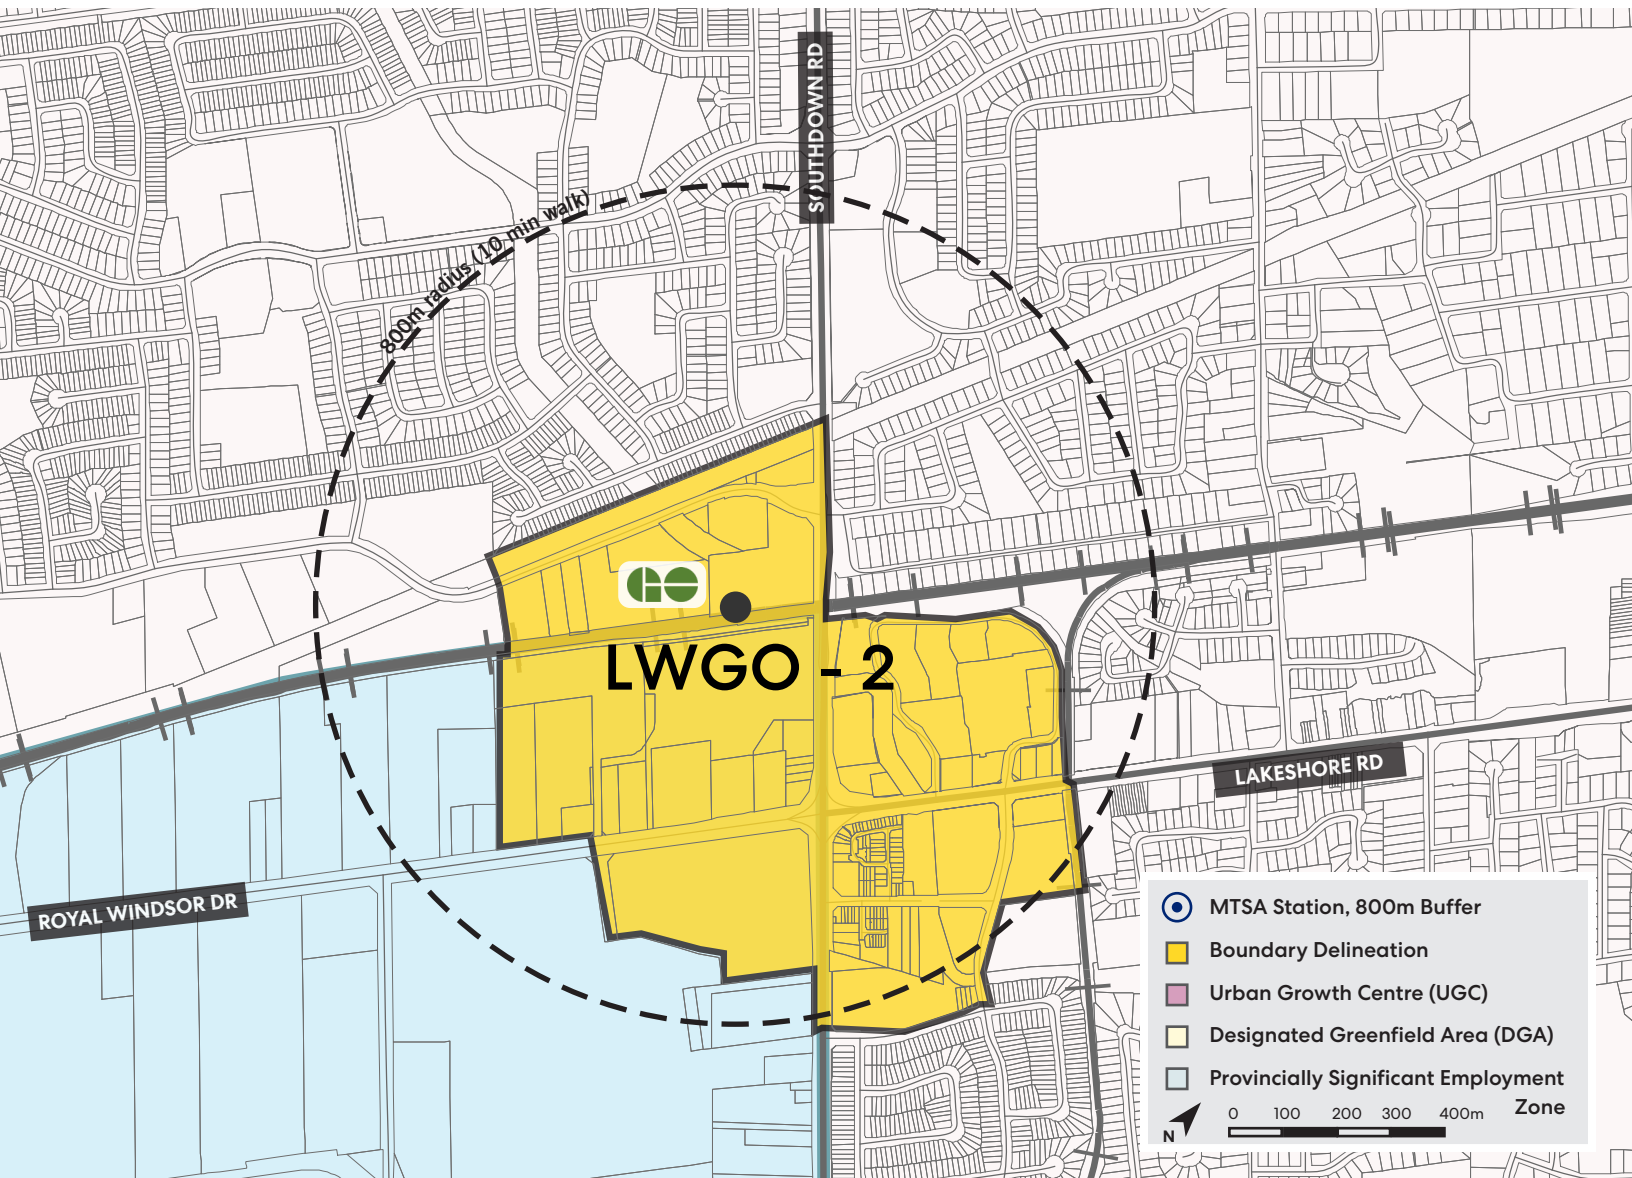 SOUTHDOWN RD
800m radius (10 min walk)
GO
LWGO - 2
LAKESHORE RD
ROYAL WINDSOR DR
MTSA Station, 800m Buffer
Boundary Delineation
Urban Growth Centre (UGC)
Designated Greenfield Area (DGA)
Provincially Significant Employment
Zone
N
0 100 200 300 400m